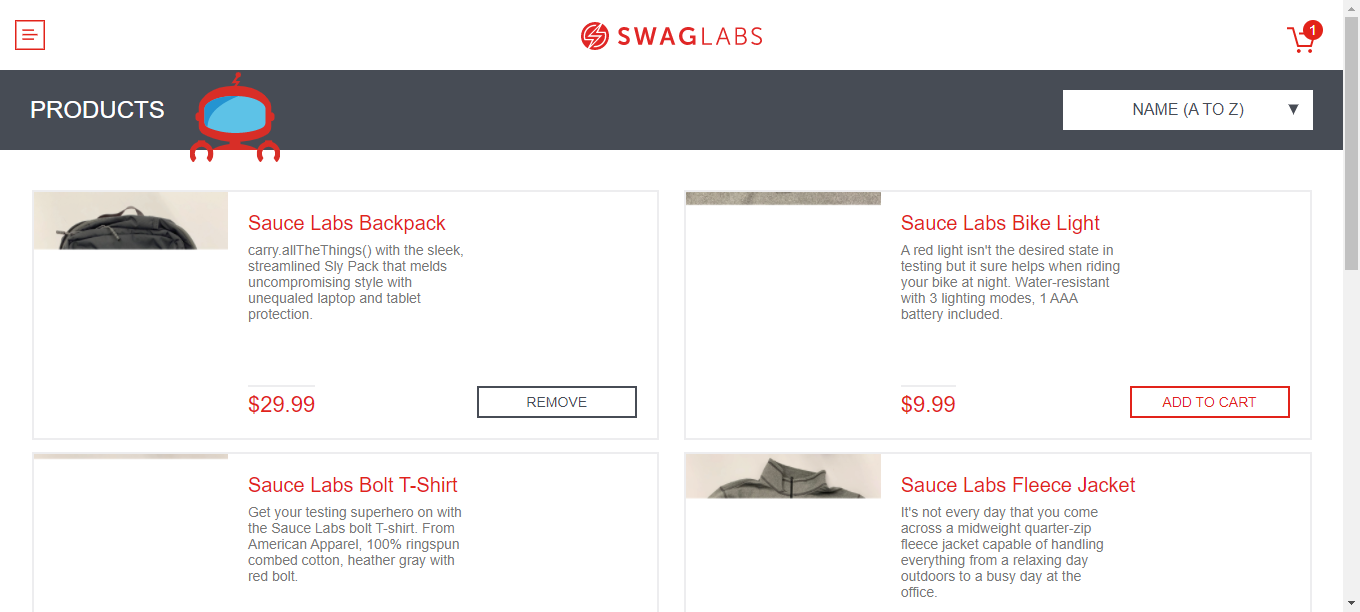 SWAGLABS
1
PRODUCTS
NAME (A TO Z)
Sauce Labs Backpack
carry.allTheThings() with the sleek,
streamlined Sly Pack that melds
uncompromising style with
unequaled laptop and tablet
protection.
$29.99
REMOVE
Sauce Labs Bike Light
A red light isn't the desired state in
testing but it sure helps when riding
your bike at night. Water-resistant
with 3 lighting modes, 1 AAA
battery included.
$9.99
ADD TO CART
Sauce Labs Bolt T-Shirt
Get your testing superhero on with
the Sauce Labs bolt T-shirt. From
American Apparel, 100% ringspun
combed cotton, heather gray with
red bolt.
Sauce Labs Fleece Jacket
It's not every day that you come
across a midweight quarter-zip
fleece jacket capable of handling
everything from a relaxing day
outdoors to a busy day at the
office.